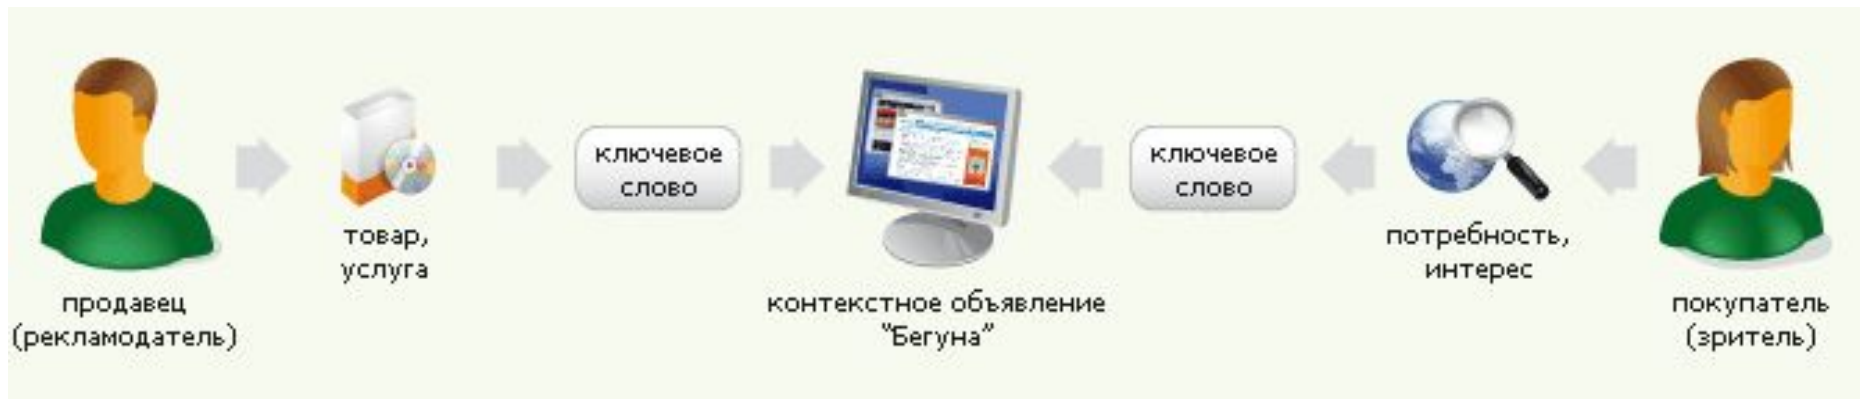 продавец
(рекламодатель)
товар,
услуга
ключевое
слово
контекстное объявление
"Бегуна"
ключевое
слово
потребность,
интерес
покупатель
(зритель)